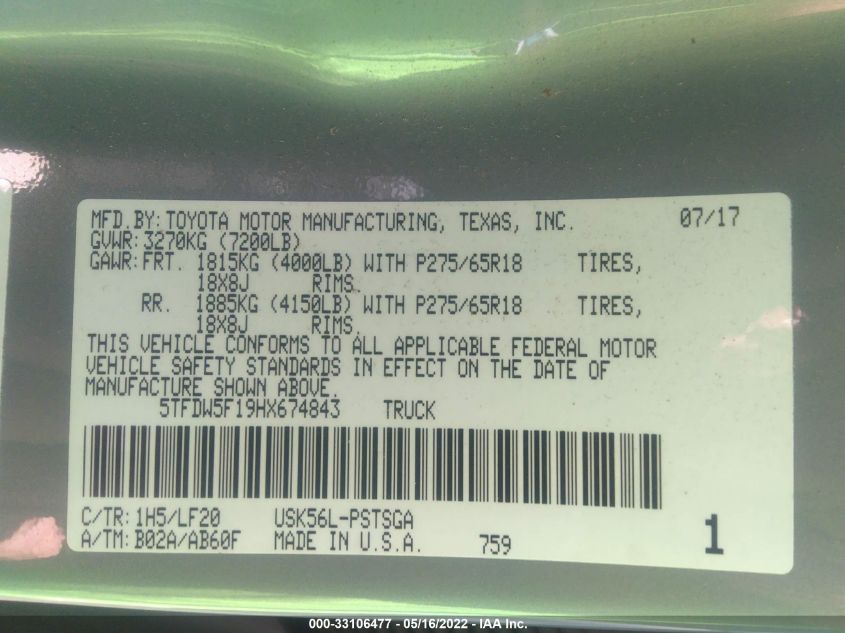 MFD. BY: TOYOTA MOTOR MANUFACTURING, TEXAS, INC. 07/17
GVWR: 3270KG (7200LB)
GAWR: FRT. 1815KG (4000LB) WITH P275/65R18 TIRES,
18X8J RIMS.
RR. 1885KG (4150LB) WITH P275/65R18 TIRES,
18X8J RIMS.
THIS VEHICLE CONFORMS TO ALL APPLICABLE FEDERAL MOTOR
VEHICLE SAFETY STANDARDS IN EFFECT ON THE DATE OF
MANUFACTURE SHOWN ABOVE.
5TFDW5F19HX674843 TRUCK
C/TR: 1H5/LF20 USK56L-PSTSGA
A/TM: B02A/AB60F MADE IN U.S.A. 759 1
000-33106477 - 05/16/2022 - IAA Inc.